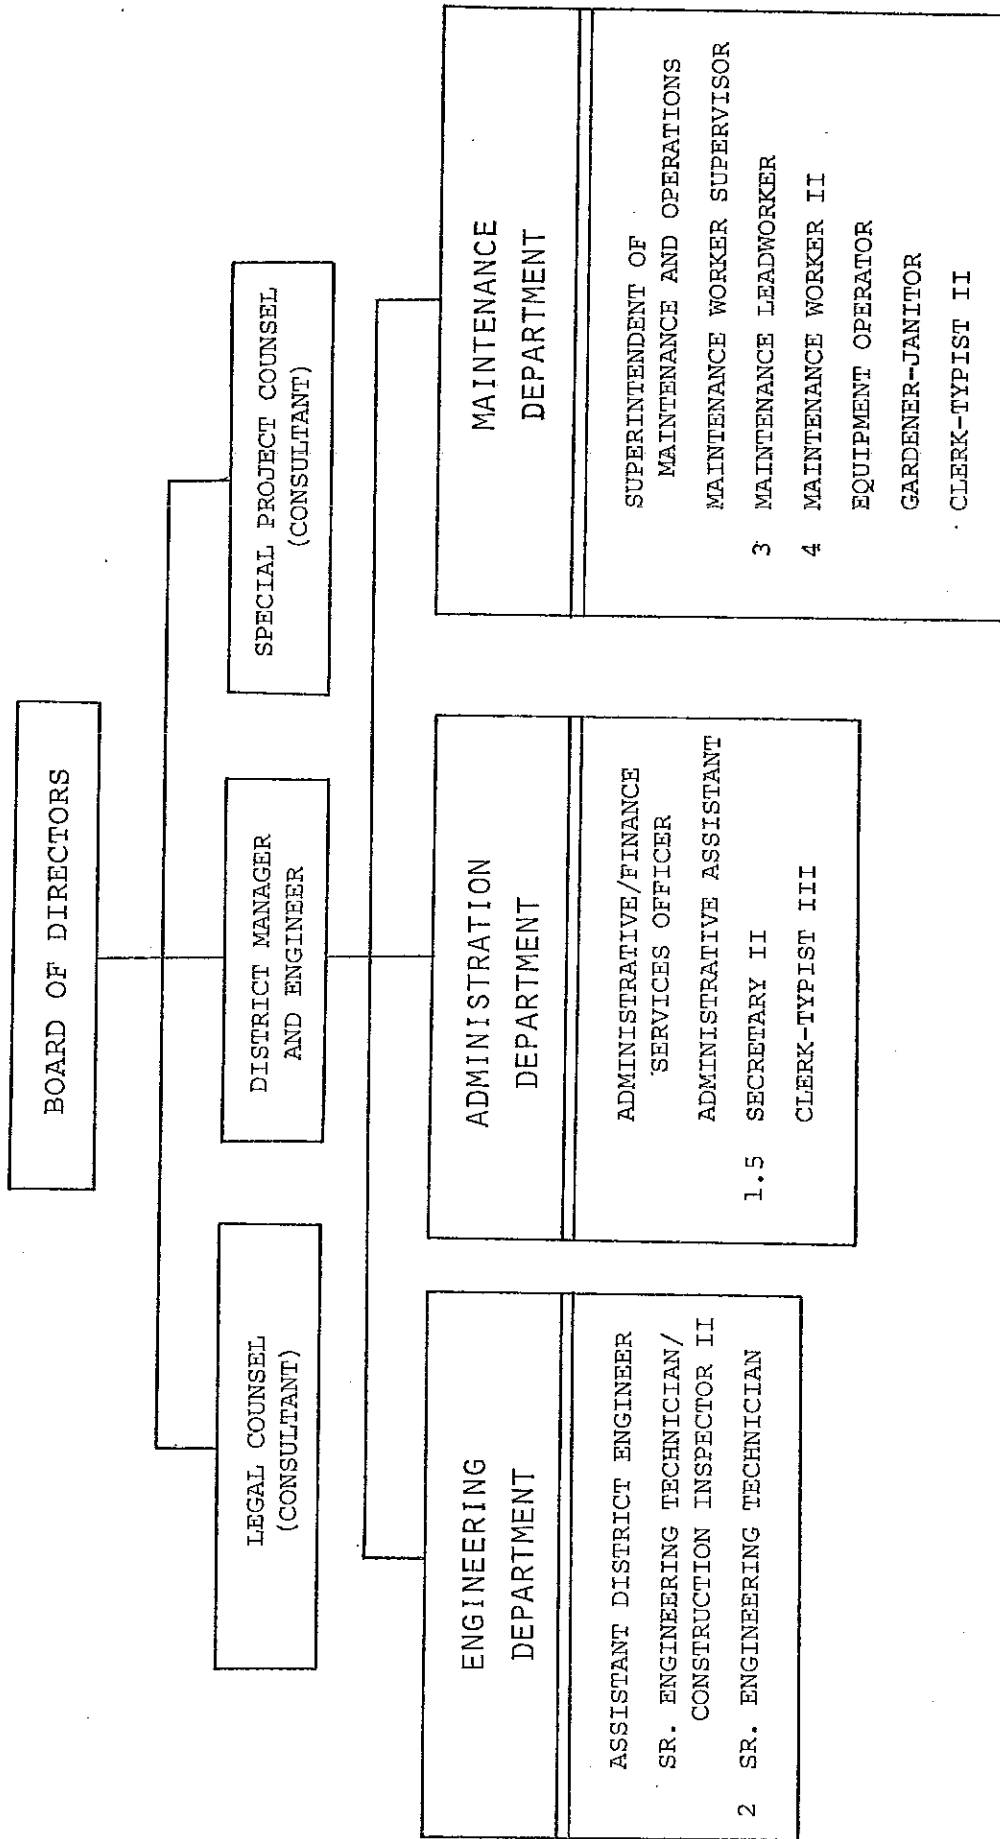 BOARD OF DIRECTORS
LEGAL COUNSEL
(CONSULTANT)
DISTRICT MANAGER
AND ENGINEER
SPECIAL PROJECT COUNSEL
(CONSULTANT)
ENGINEERING
DEPARTMENT
ASSISTANT DISTRICT ENGINEER
SR. ENGINEERING TECHNICIAN/
CONSTRUCTION INSPECTOR II
2 SR. ENGINEERING TECHNICIAN
ADMINISTRATION
DEPARTMENT
ADMINISTRATIVE/FINANCE
SERVICES OFFICER
ADMINISTRATIVE ASSISTANT
1.5 SECRETARY II
CLERK-TYPIST III
MAINTENANCE
DEPARTMENT
SUPERINTENDENT OF
MAINTENANCE AND OPERATIONS
MAINTENANCE WORKER SUPERVISOR
3 MAINTENANCE LEADWORKER
4 MAINTENANCE WORKER II
EQUIPMENT OPERATOR
GARDENER-JANITOR
CLERK-TYPIST II